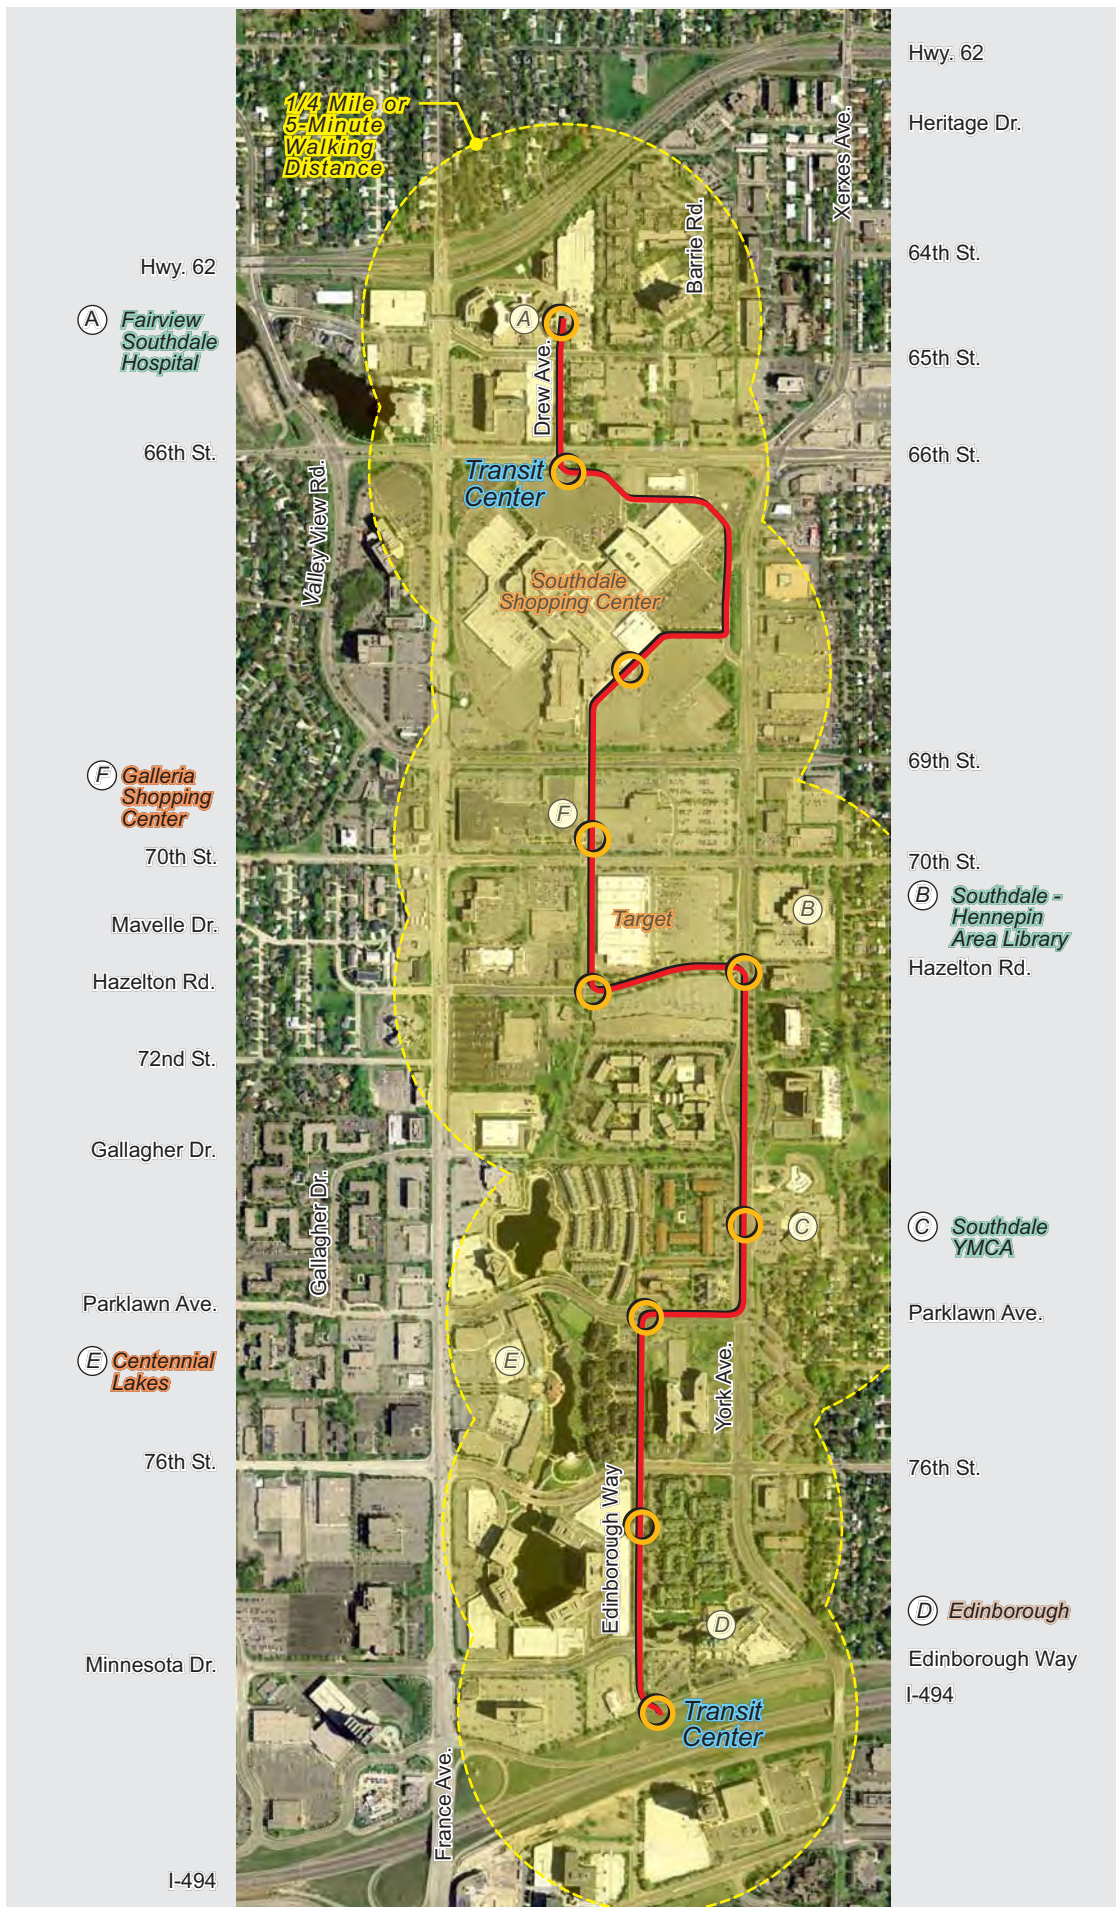 Hwy. 62
1/4 Mile or
5-Minute
Walking
Distance
Heritage Dr.
Xerxes Ave.
Barrie Rd.
64th St.
Hwy. 62
A
Fairview
Southdale
Hospital
A
Drew Ave.
65th St.
66th St.
66th St.
Transit
Center
Valley View Rd.
Southdale
Shopping Center
69th St.
F
Galleria
Shopping
Center
F
70th St.
70th St.
B
Southdale -
Hennepin
Area Library
B
Target
Mavelle Dr.
Hazelton Rd.
Hazelton Rd.
72nd St.
Gallagher Dr.
Gallagher Dr.
C
C
Southdale
YMCA
Parklawn Ave.
Parklawn Ave.
E
Centennial
Lakes
E
York Ave.
76th St.
76th St.
Edinborough Way
D
D
Edinborough
Minnesota Dr.
Edinborough Way
I-494
Transit
Center
France Ave.
I-494